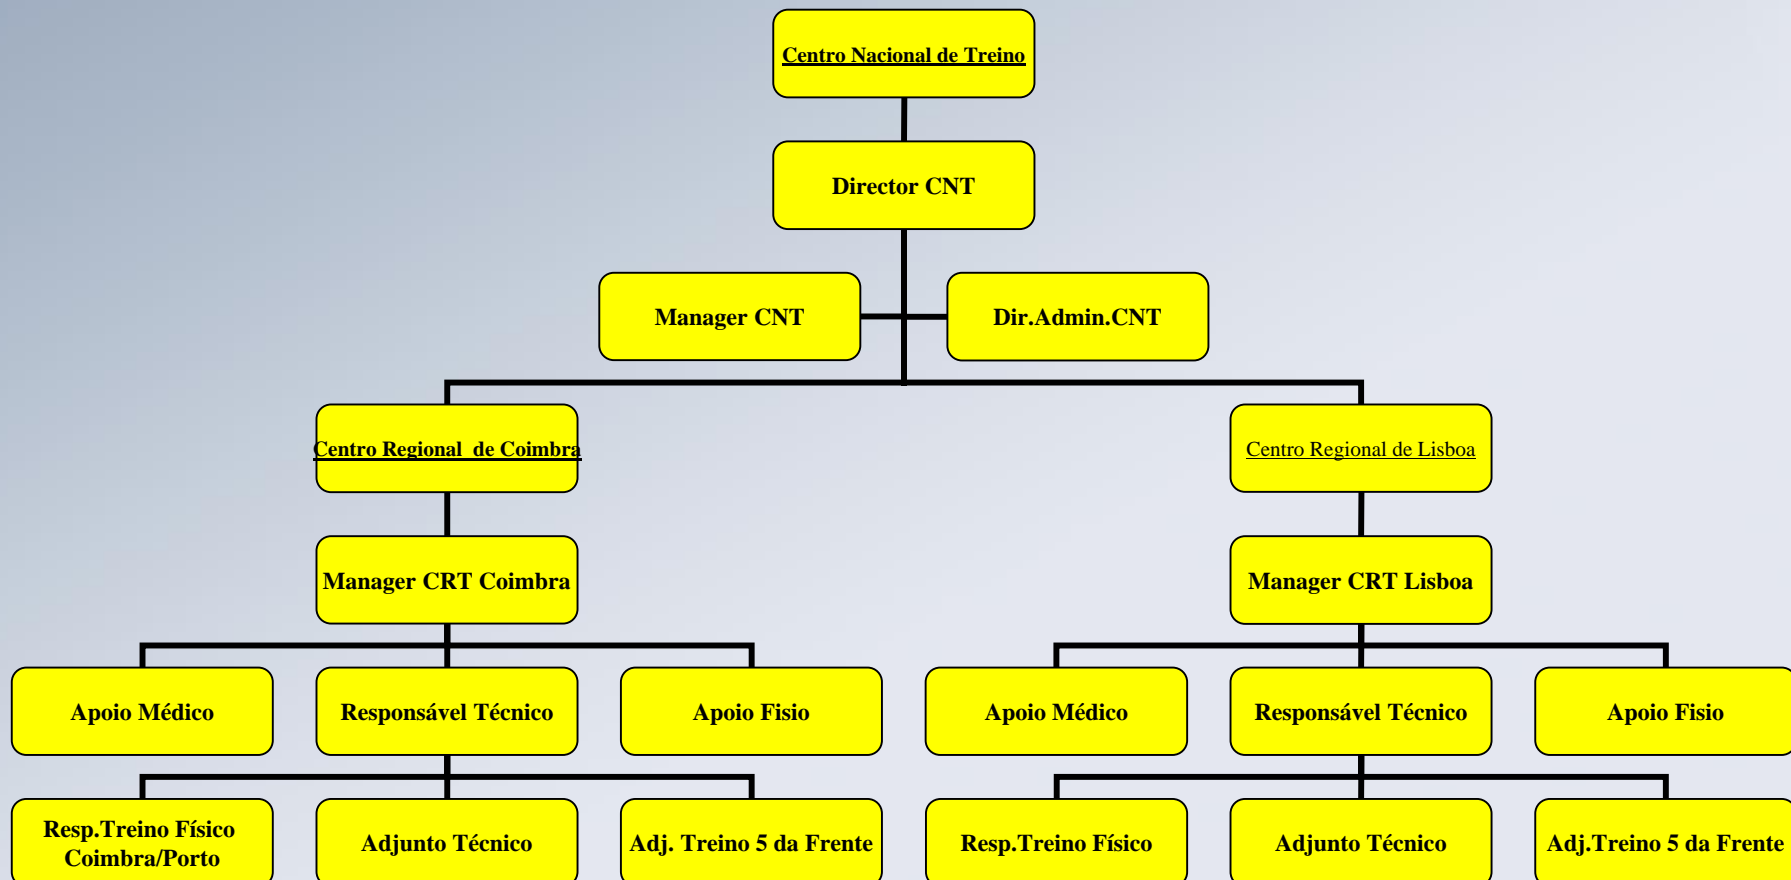 Centro Nacional de Treino
Director CNT
Manager CNT
Dir.Admin.CNT
Centro Regional  de Coimbra
Centro Regional de Lisboa
Manager CRT Coimbra
Manager CRT Lisboa
Apoio Médico
Responsável Técnico
Apoio Fisio
Apoio Médico
Responsável Técnico
Apoio Fisio
Resp.Treino Físico
Coimbra/Porto
Adjunto Técnico
Adj. Treino 5 da Frente
Resp.Treino Físico
Adjunto Técnico
Adj.Treino 5 da Frente